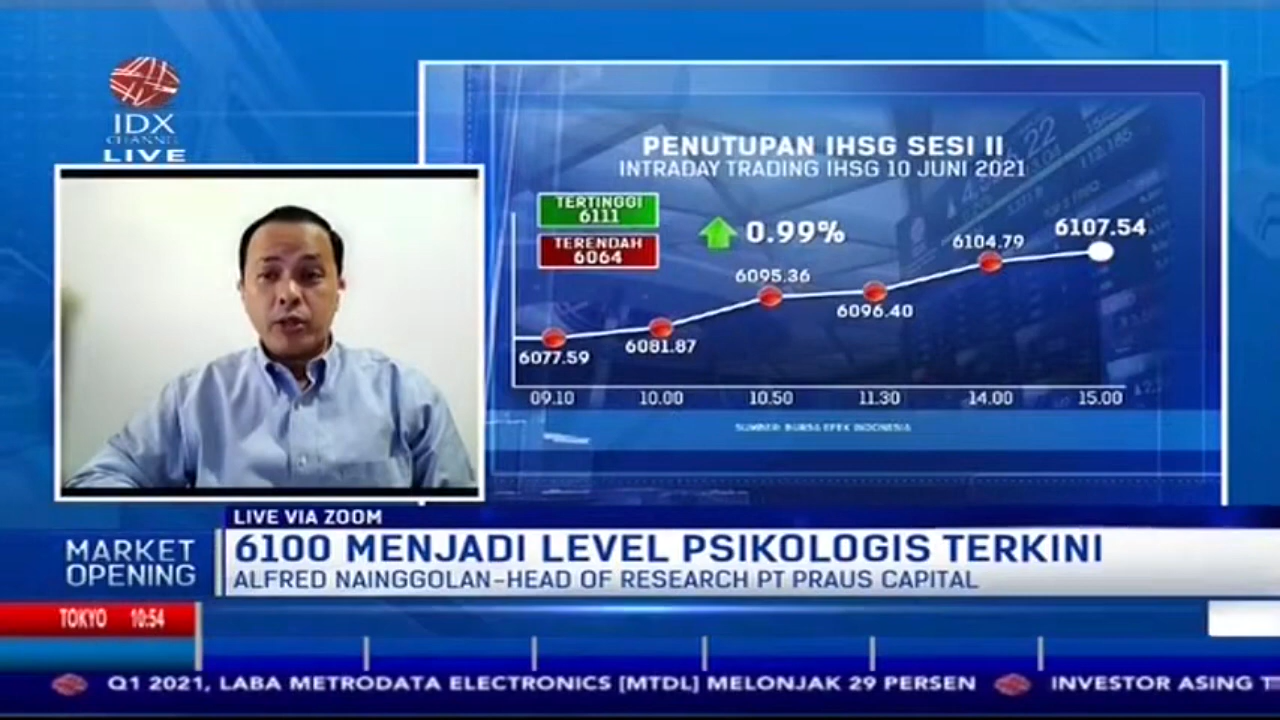 IDX
CHANNEL
LIVE
PENUTUPAN IHSG SESI II
INTRADAY TRADING IHSG 10 JUNI 2021
TERTINGGI
6111
TERENDAH
6064
0.99%
6077.59
6081.87
6095.36
6096.40
6104.79
6107.54
09.10 10.00 10.50 11.30 14.00 15.00
SUMBER: BURSA EFEK INDONESIA
LIVE VIA ZOOM
MARKET
OPENING
6100 MENJADI LEVEL PSIKOLOGIS TERKINI
ALFRED NAINGGOLAN-HEAD OF RESEARCH PT PRAUS CAPITAL
TOKYO 10:54
Q1 2021, LABA METRODATA ELECTRONICS [MTDL] MELONJAK 29 PERSEN INVESTOR ASING